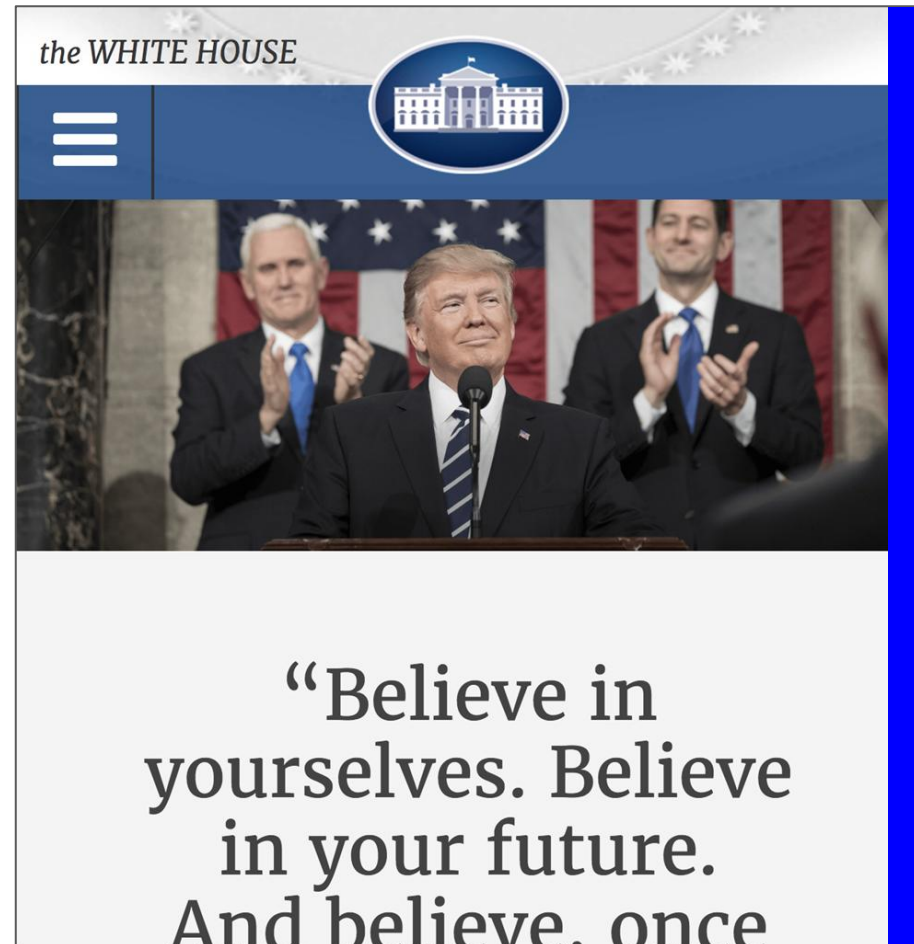 the WHITE HOUSE
“Believe in
yourselves. Believe
in your future.
And believe, once